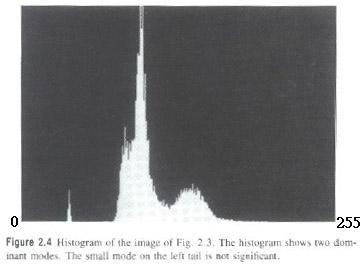 0 255
Figure 2.4 Histogram of the image of Fig. 2.3. The histogram shows two dom-
inant modes. The small mode on the left tail is not significant.